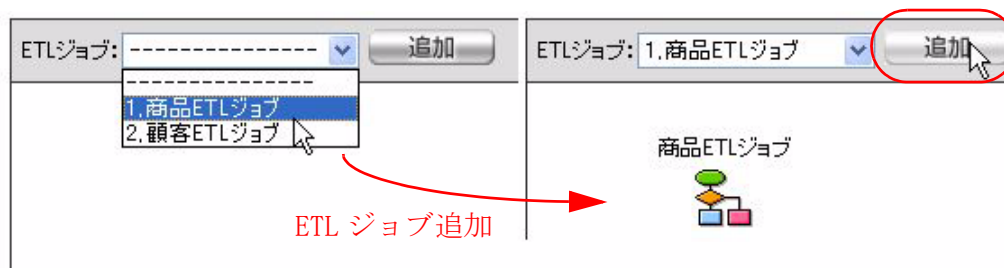 ETLジョブ: --------------- 追加
---------------
1.商品ETLジョブ
2.顧客ETLジョブ
ETL ジョブ追加
ETLジョブ: 1.商品ETLジョブ 追加
商品ETLジョブ